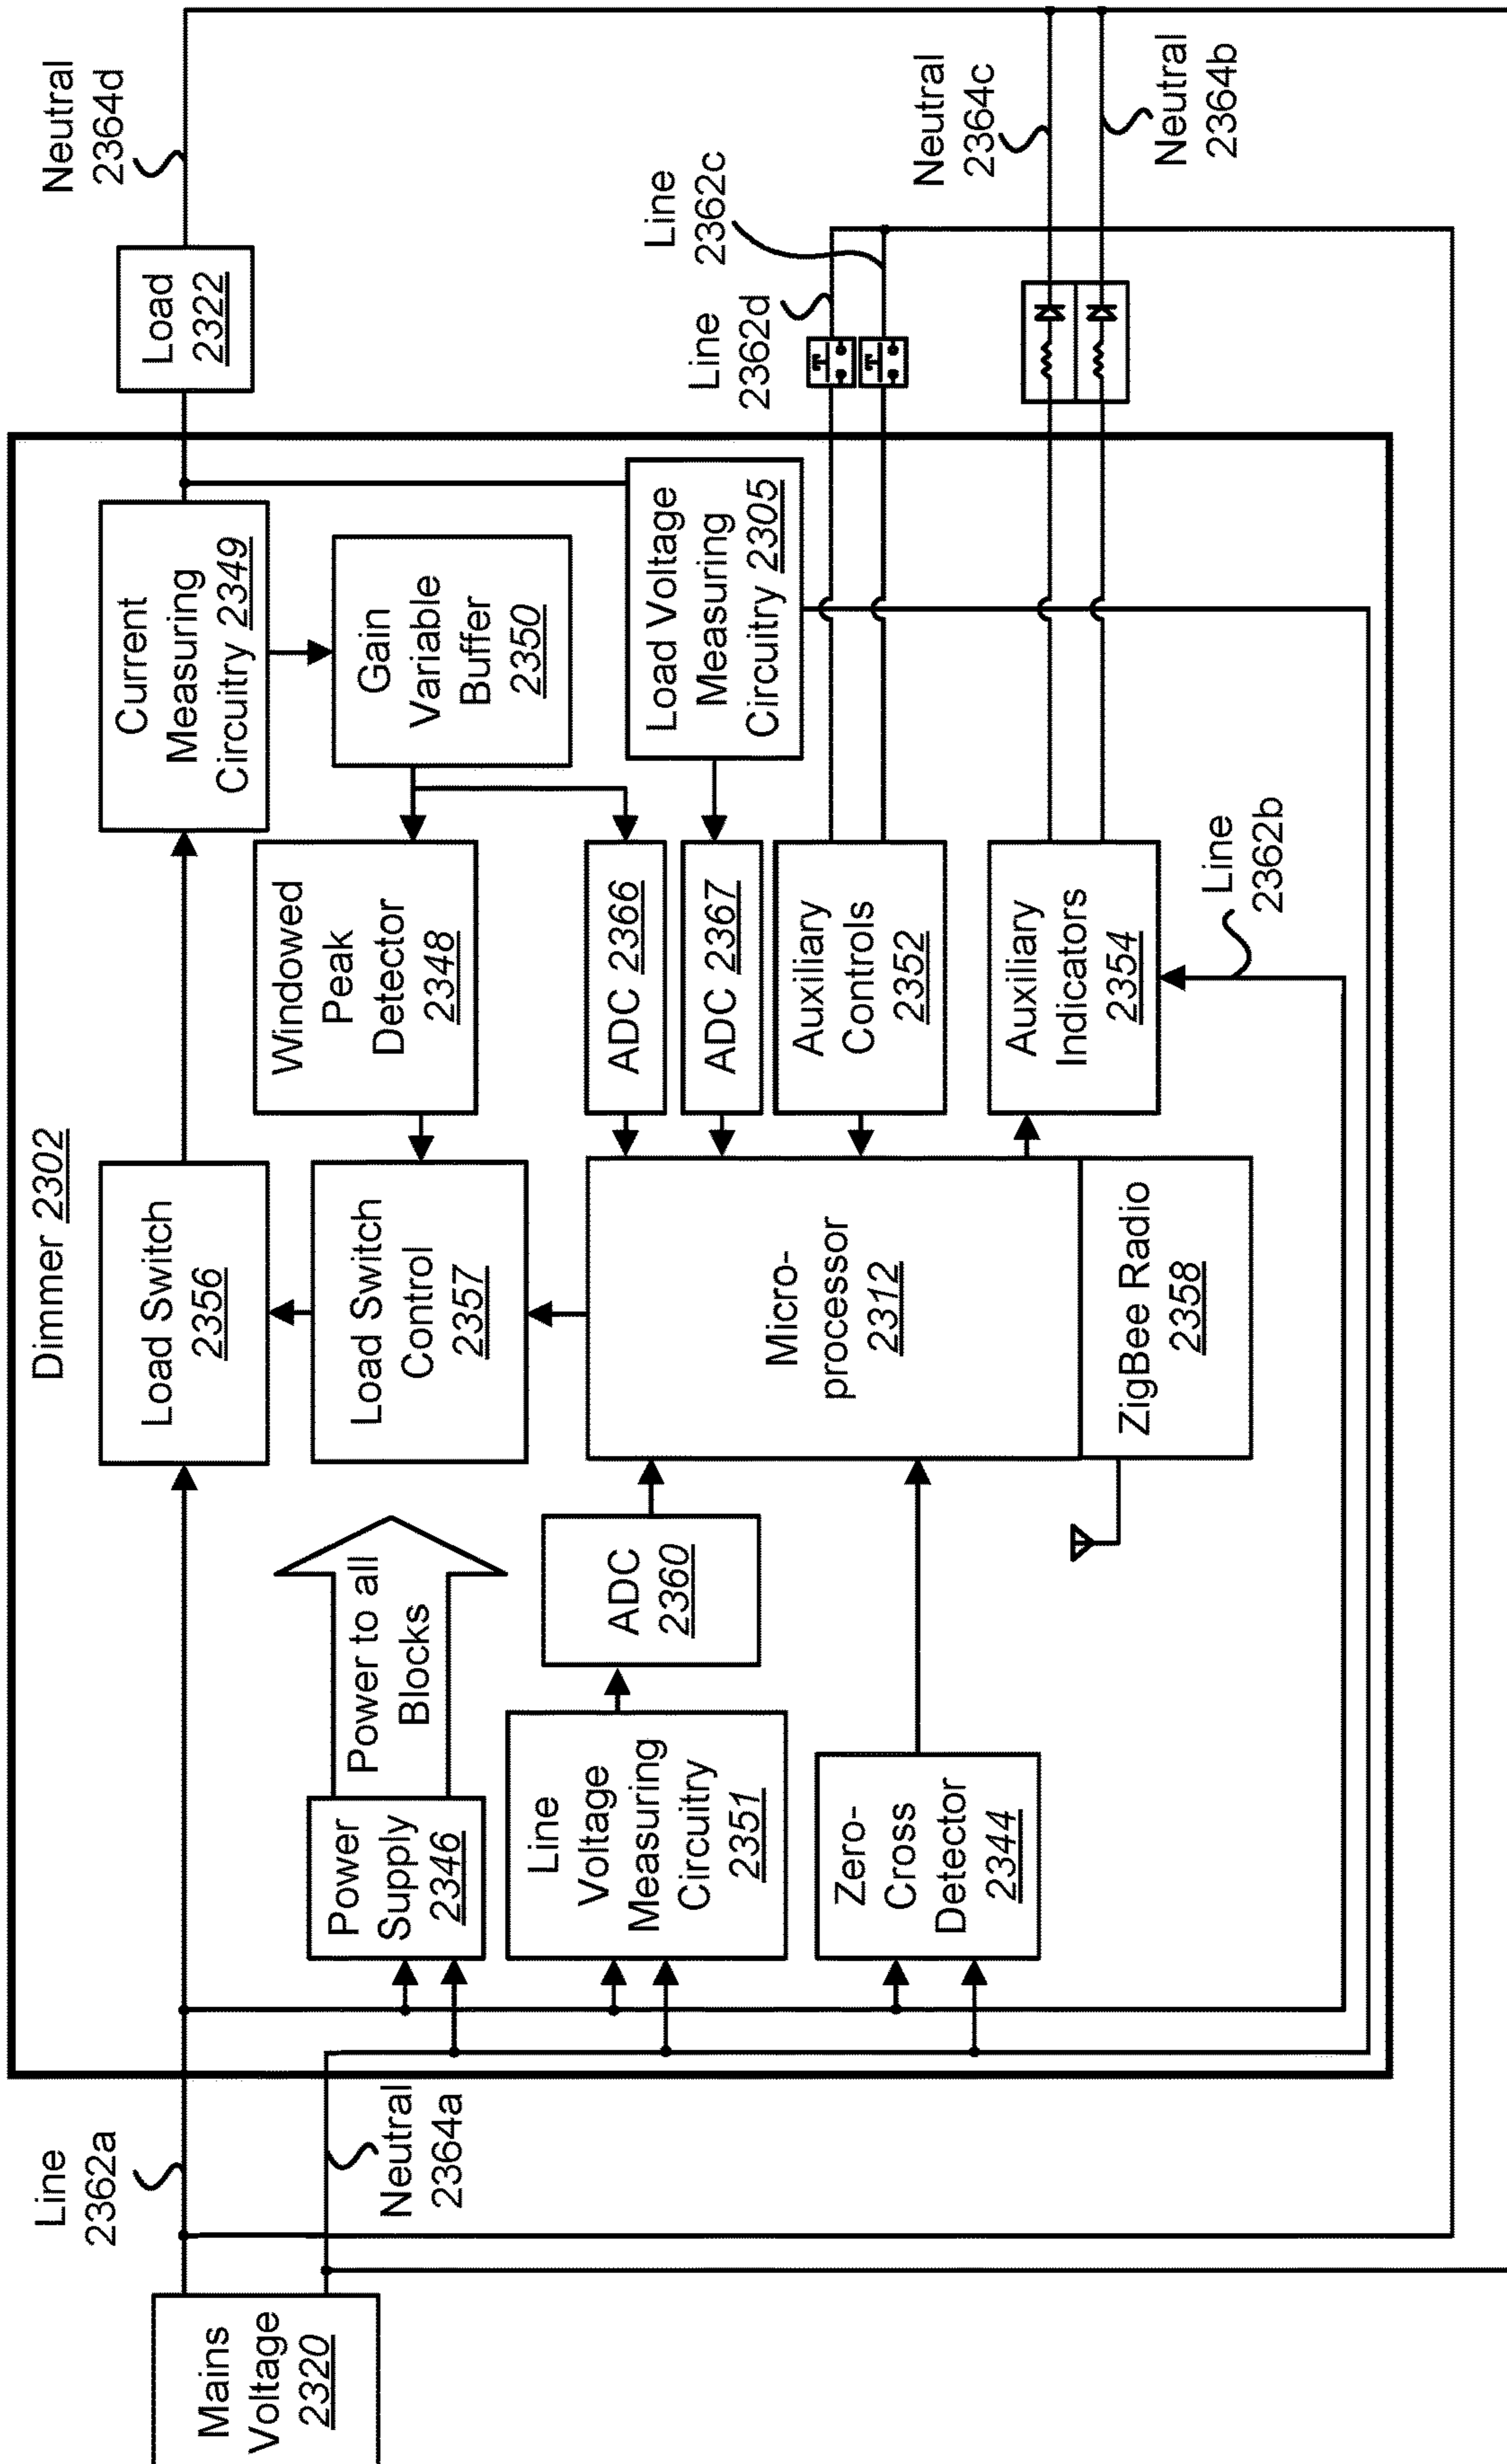 Dimmer 2302
Mains
Voltage
2320
Line
2362a
Neutral
2364a
Power
Supply
2346
Power to all
Blocks
Line
Voltage
Measuring
Circuitry
2351
ADC
2360
Zero-
Cross
Detector
2344
Load Switch
2356
Load Switch
Control
2357
Micro-
processor
2312
ZigBee Radio
2358
Current
Measuring
Circuitry 2349
Gain
Variable
Buffer
2350
Windowed
Peak
Detector
2348
ADC 2366
ADC 2367
Load Voltage
Measuring
Circuitry 2305
Auxiliary
Controls
2352
Auxiliary
Indicators
2354
Line
2362b
Load
2322
Neutral
2364d
Line
2362d
Line
2362c
Neutral
2364c
Neutral
2364b